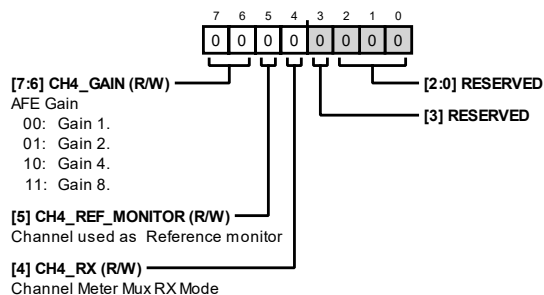 7 6 5 4 3 2 1 0
0 0 0 0 0 0 0 0
[7:6] CH4_GAIN (R/W)
AFE Gain
00: Gain 1.
01: Gain 2.
10: Gain 4.
11: Gain 8.
[5] CH4_REF_MONITOR (R/W)
Channel used as Reference monitor
[4] CH4_RX (R/W)
Channel Meter Mux RX Mode
[2:0] RESERVED
[3] RESERVED